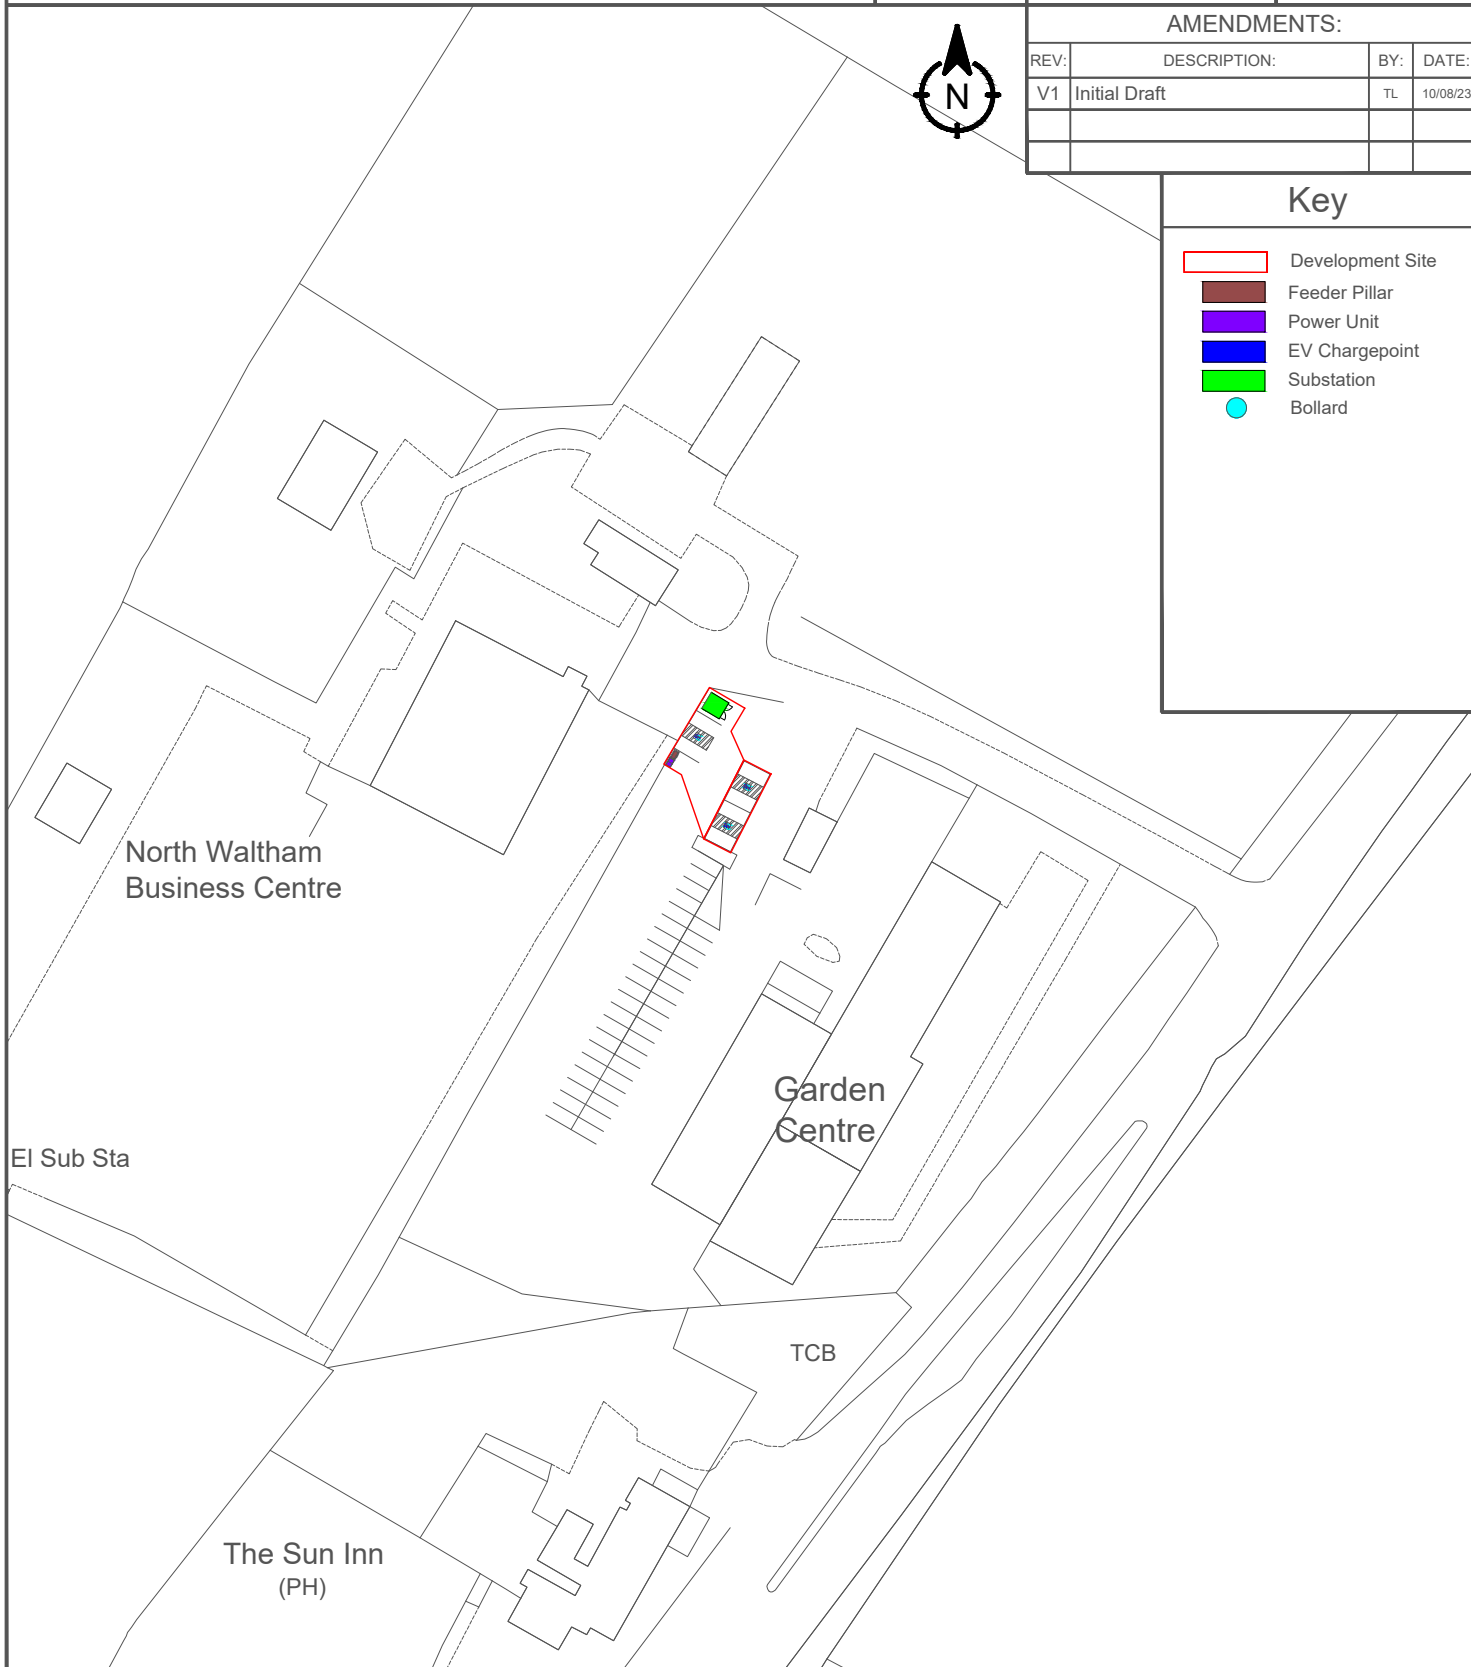 AMENDMENTS:
REV: DESCRIPTION: BY: DATE:
V1 Initial Draft TL 10/08/23
N
Key
Development Site
Feeder Pillar
Power Unit
EV Chargepoint
Substation
Bollard
North Waltham
Business Centre
Garden
Centre
El Sub Sta
TCB
The Sun Inn
(PH)